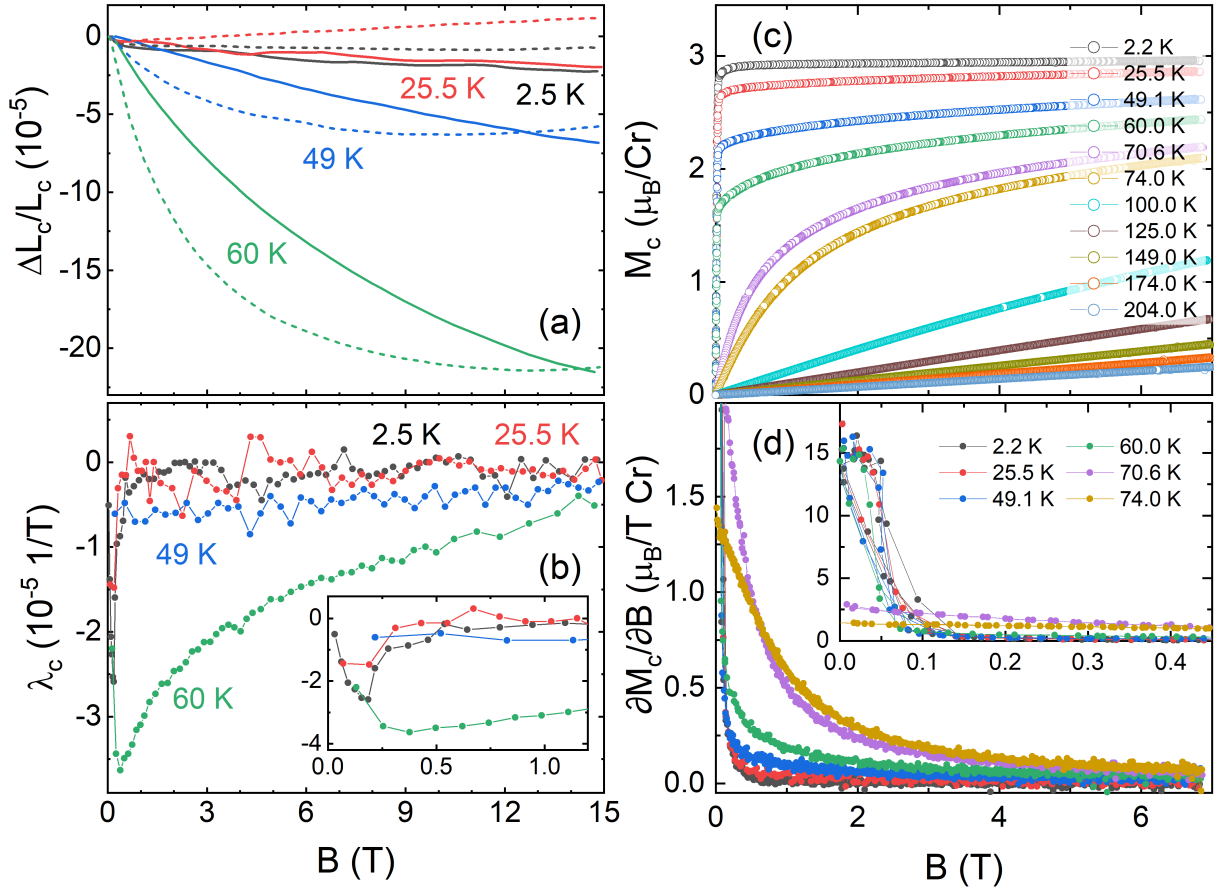 0
-5
-10
-15
-20
ΔL_c/L_c (10^-5)
25.5 K
2.5 K
49 K
60 K
(a)
2.5 K
25.5 K
0
-1
-2
-3
λ_c (10^-5 1/T)
49 K
(b)
60 K
0
-2
-4
0.5
1.0
0
3
6
9
12
15
B (T)
(c)
3
2
1
0
M_c (μ_B/Cr)
2.2 K
25.5 K
49.1 K
60.0 K
70.6 K
74.0 K
100.0 K
125.0 K
149.0 K
174.0 K
204.0 K
(d)
1.5
1.0
0.5
0.0
∂M_c/∂B (μ_B/T Cr)
15
10
5
0
0.0
0.1
0.2
0.3
0.4
2.2 K
25.5 K
49.1 K
60.0 K
70.6 K
74.0 K
0
2
4
6
B (T)